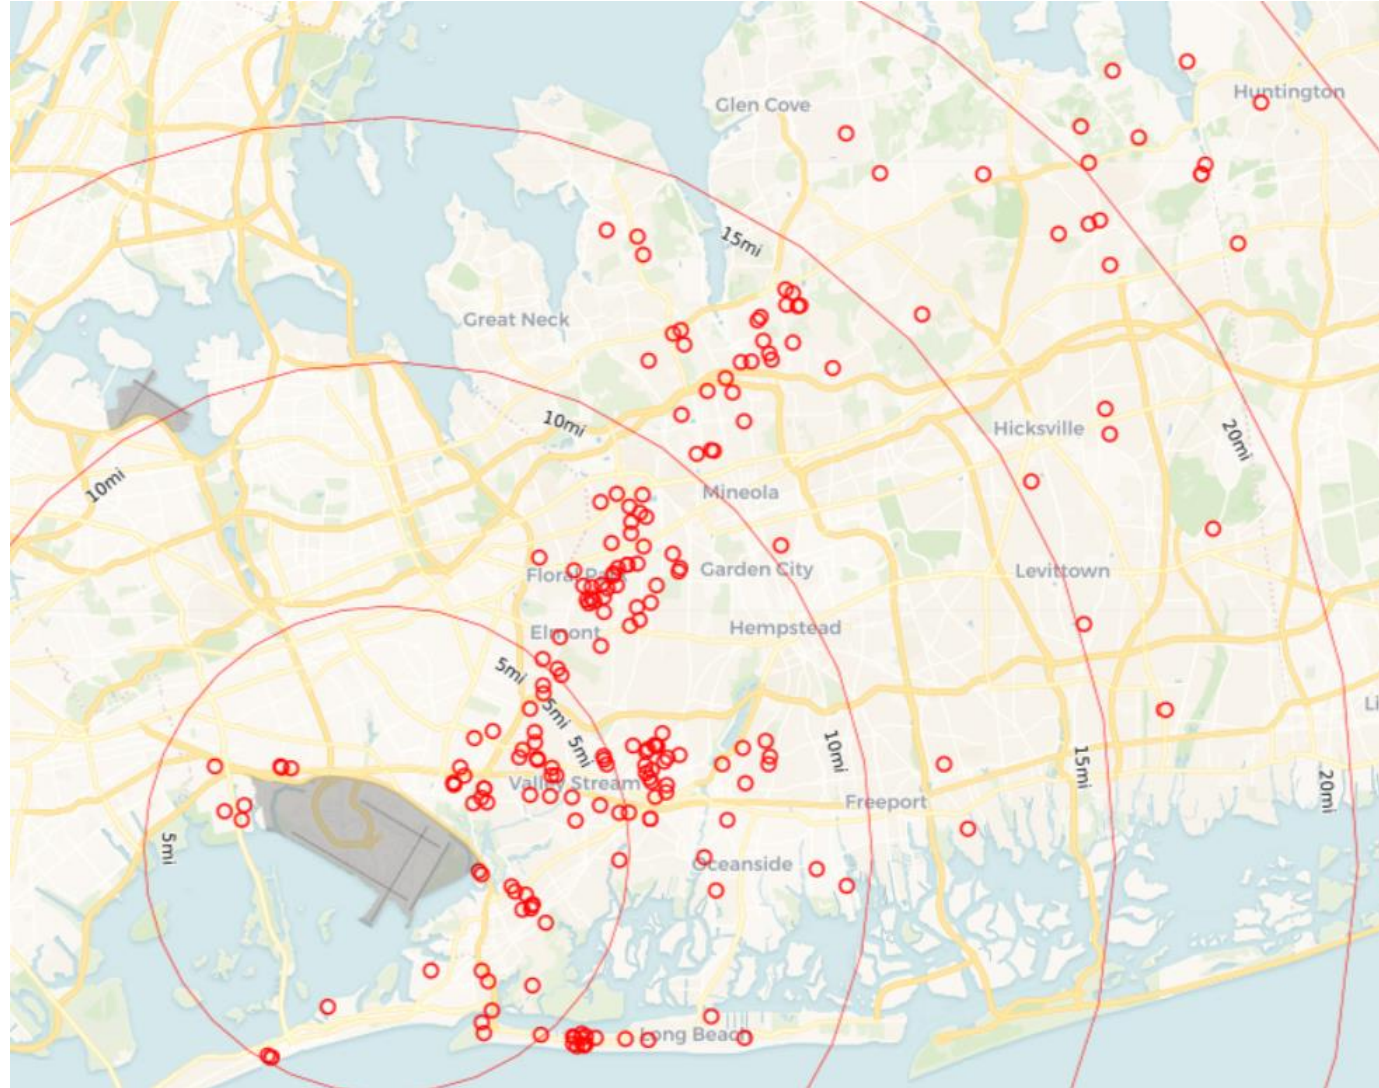 Glen Cove
Huntington
15mi
Great Neck
10mi
Hicksville
20mi
10mi
Mineola
Floral Park
Garden City
Levittown
Elmont
Hempstead
5mi
5mi
5mi
10mi
15mi
20mi
Valley Stream
Freeport
5mi
Oceanside
Long Beach